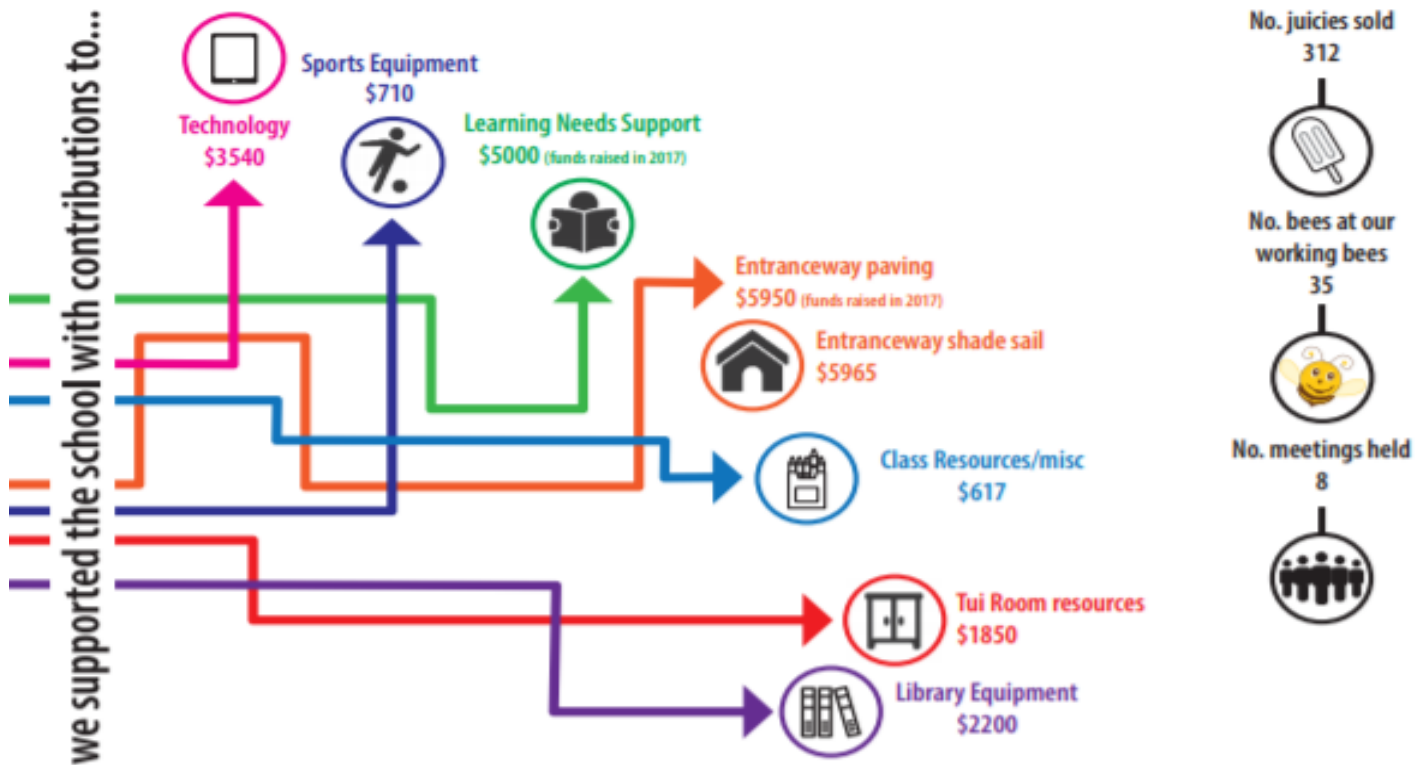 we supported the school with contributions to...
Technology
$3540
Sports Equipment
$710
Learning Needs Support
$5000 (funds raised in 2017)
Entranceway paving
$5950 (funds raised in 2017)
Entranceway shade sail
$5965
Class Resources/misc
$617
Tui Room resources
$1850
Library Equipment
$2200
No. juicies sold
312
No. bees at our
working bees
35
No. meetings held
8